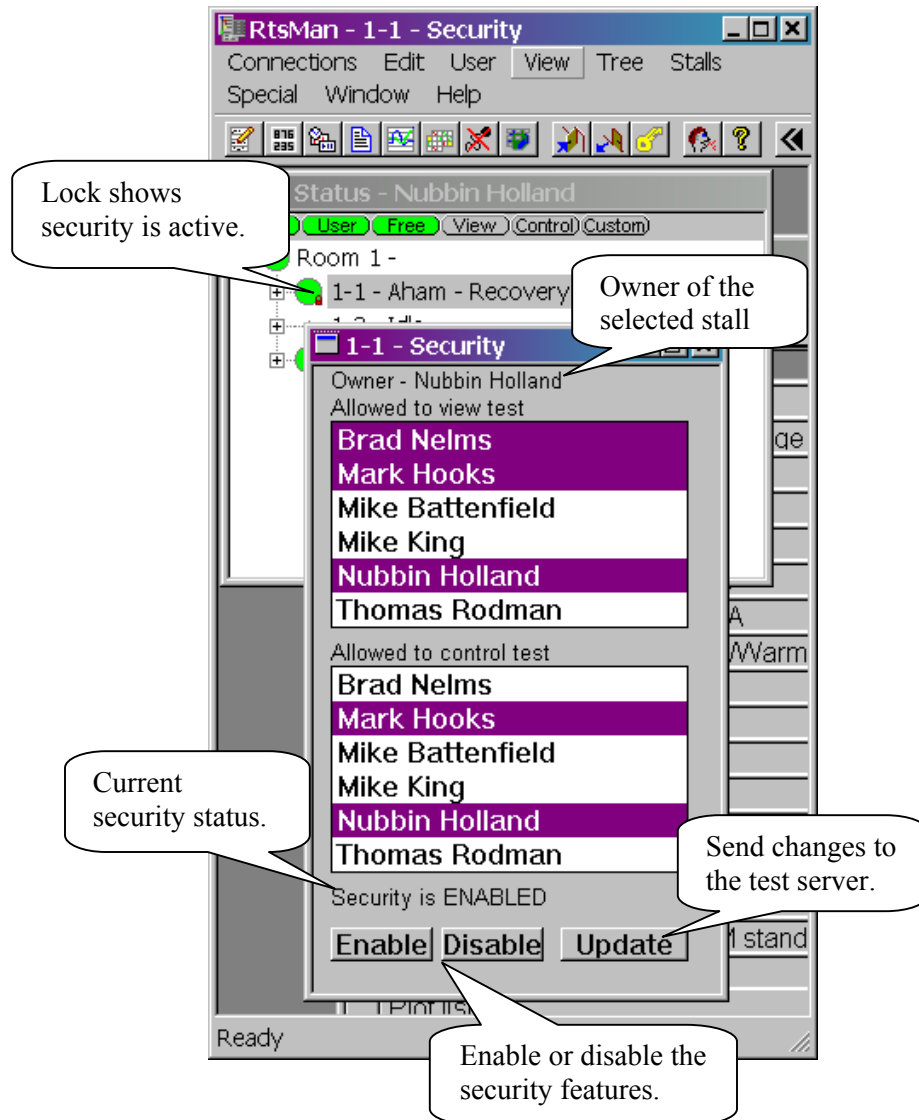 RtsMan - 1-1 - Security
Connections Edit User View Tree Stalls
Special Window Help
876
235
Lock shows
security is active.
Status - Nubbin Holland
User Free View Control Custom
Room 1 -
1-1 - Aham - Recovery
Owner of the
selected stall
1-1 - Security
Owner - Nubbin Holland
Allowed to view test
Brad Nelms
Mark Hooks
Mike Battenfield
Mike King
Nubbin Holland
Thomas Rodman
Allowed to control test
Brad Nelms
Mark Hooks
Mike Battenfield
Mike King
Nubbin Holland
Thomas Rodman
Current
security status.
Send changes to
the test server.
Security is ENABLED
Enable Disable Update
stand
Ready
Enable or disable the
security features.